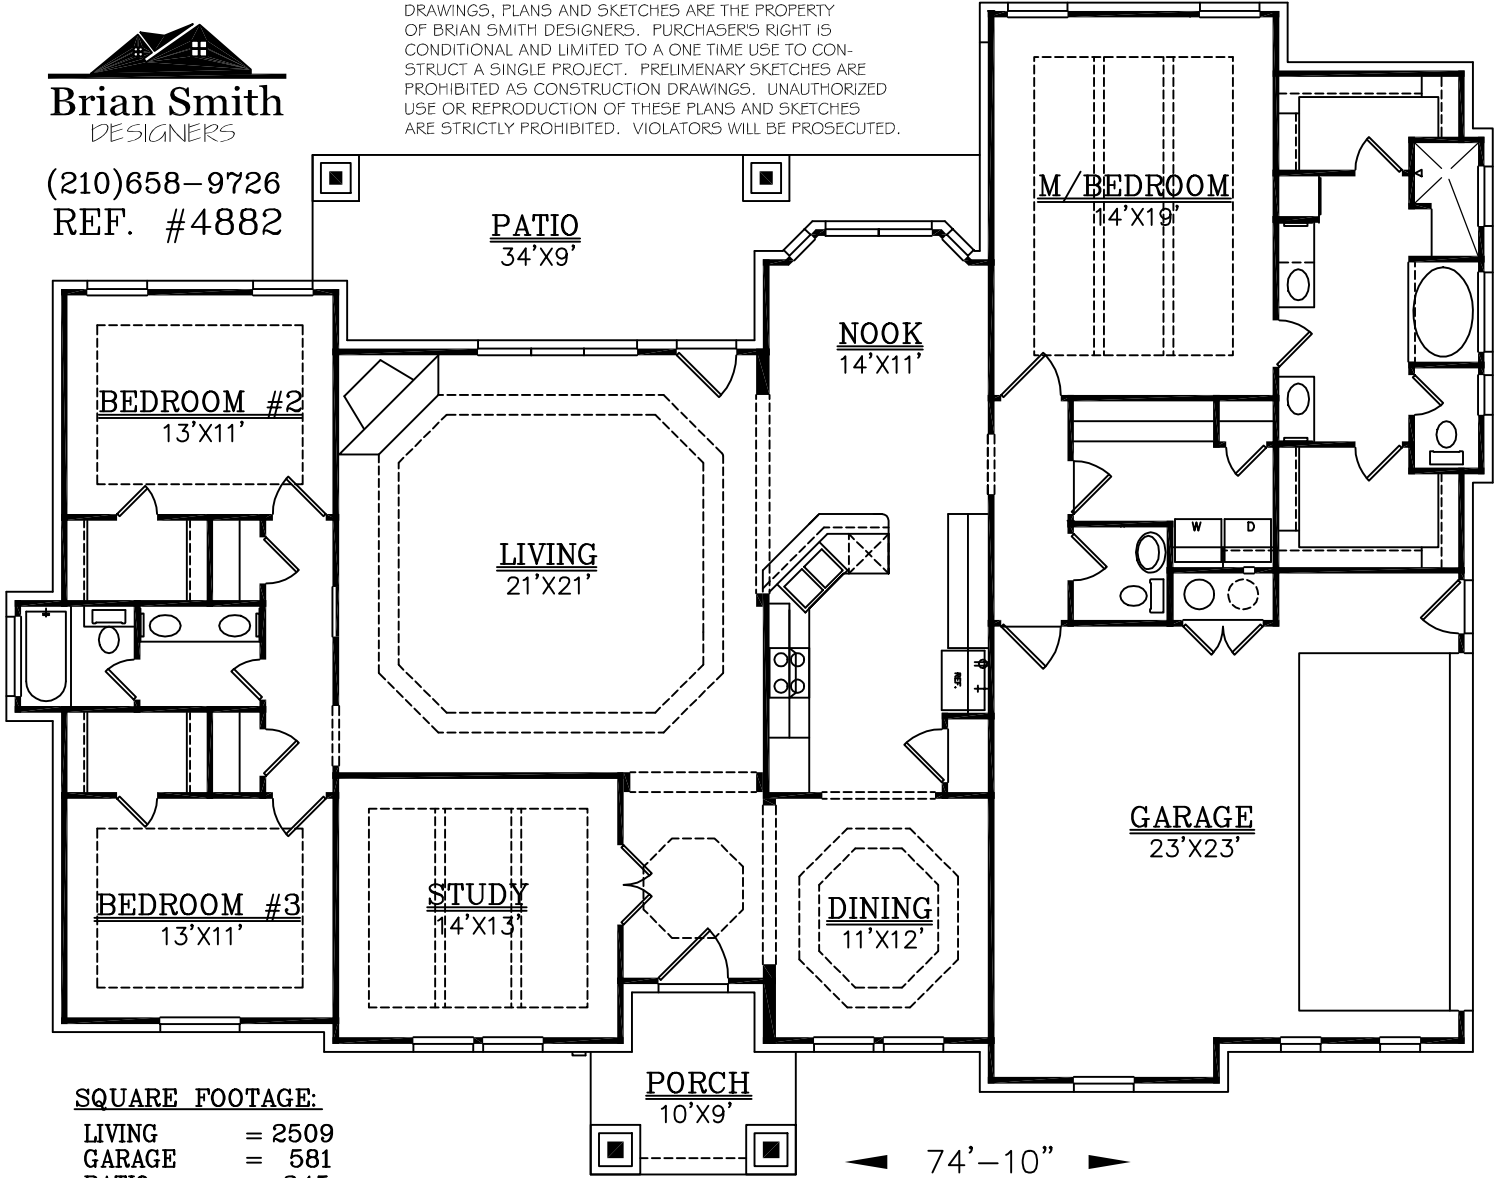 Brian Smith
DESIGNERS
(210)658-9726
REF. #4882
DRAWINGS, PLANS AND SKETCHES ARE THE PROPERTY
OF BRIAN SMITH DESIGNERS. PURCHASER'S RIGHT IS
CONDITIONAL AND LIMITED TO A ONE TIME USE TO CON-
STRUCT A SINGLE PROJECT. PRELIMENARY SKETCHES ARE
PROHIBITED AS CONSTRUCTION DRAWINGS. UNAUTHORIZED
USE OR REPRODUCTION OF THESE PLANS AND SKETCHES
ARE STRICTLY PROHIBITED. VIOLATORS WILL BE PROSECUTED.
M/BEDROOM
14'X19'
PATIO
34'X9'
NOOK
14'X11'
BEDROOM #2
13'X11'
LIVING
21'X21'
W
D
REF.
GARAGE
23'X23'
STUDY
14'X13'
BEDROOM #3
13'X11'
DINING
11'X12'
PORCH
10'X9'
SQUARE FOOTAGE:
LIVING = 2509
GARAGE = 581
74'-10"